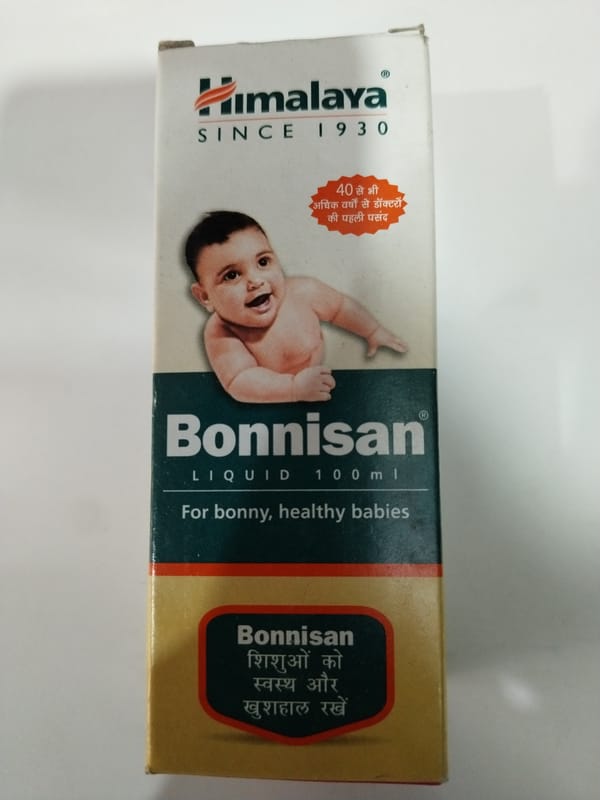 Himalaya®
SINCE 1930
40 से भी
अधिक वर्षों से डॉक्टरों
की पहली पसंद
Bonnisan®
LIQUID 100ml
For bonny, healthy babies
Bonnisan
शिशुओं को
स्वस्थ और
खुशहाल रखें